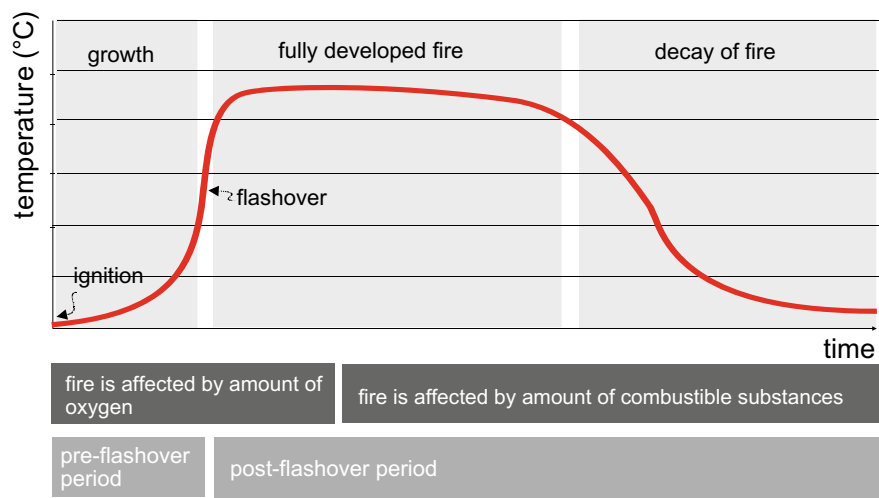 growth
fully developed fire
decay of fire
temperature (°C)
flashover
ignition
time
fire is affected by amount of
oxygen
fire is affected by amount of combustible substances
pre-flashover
period
post-flashover period